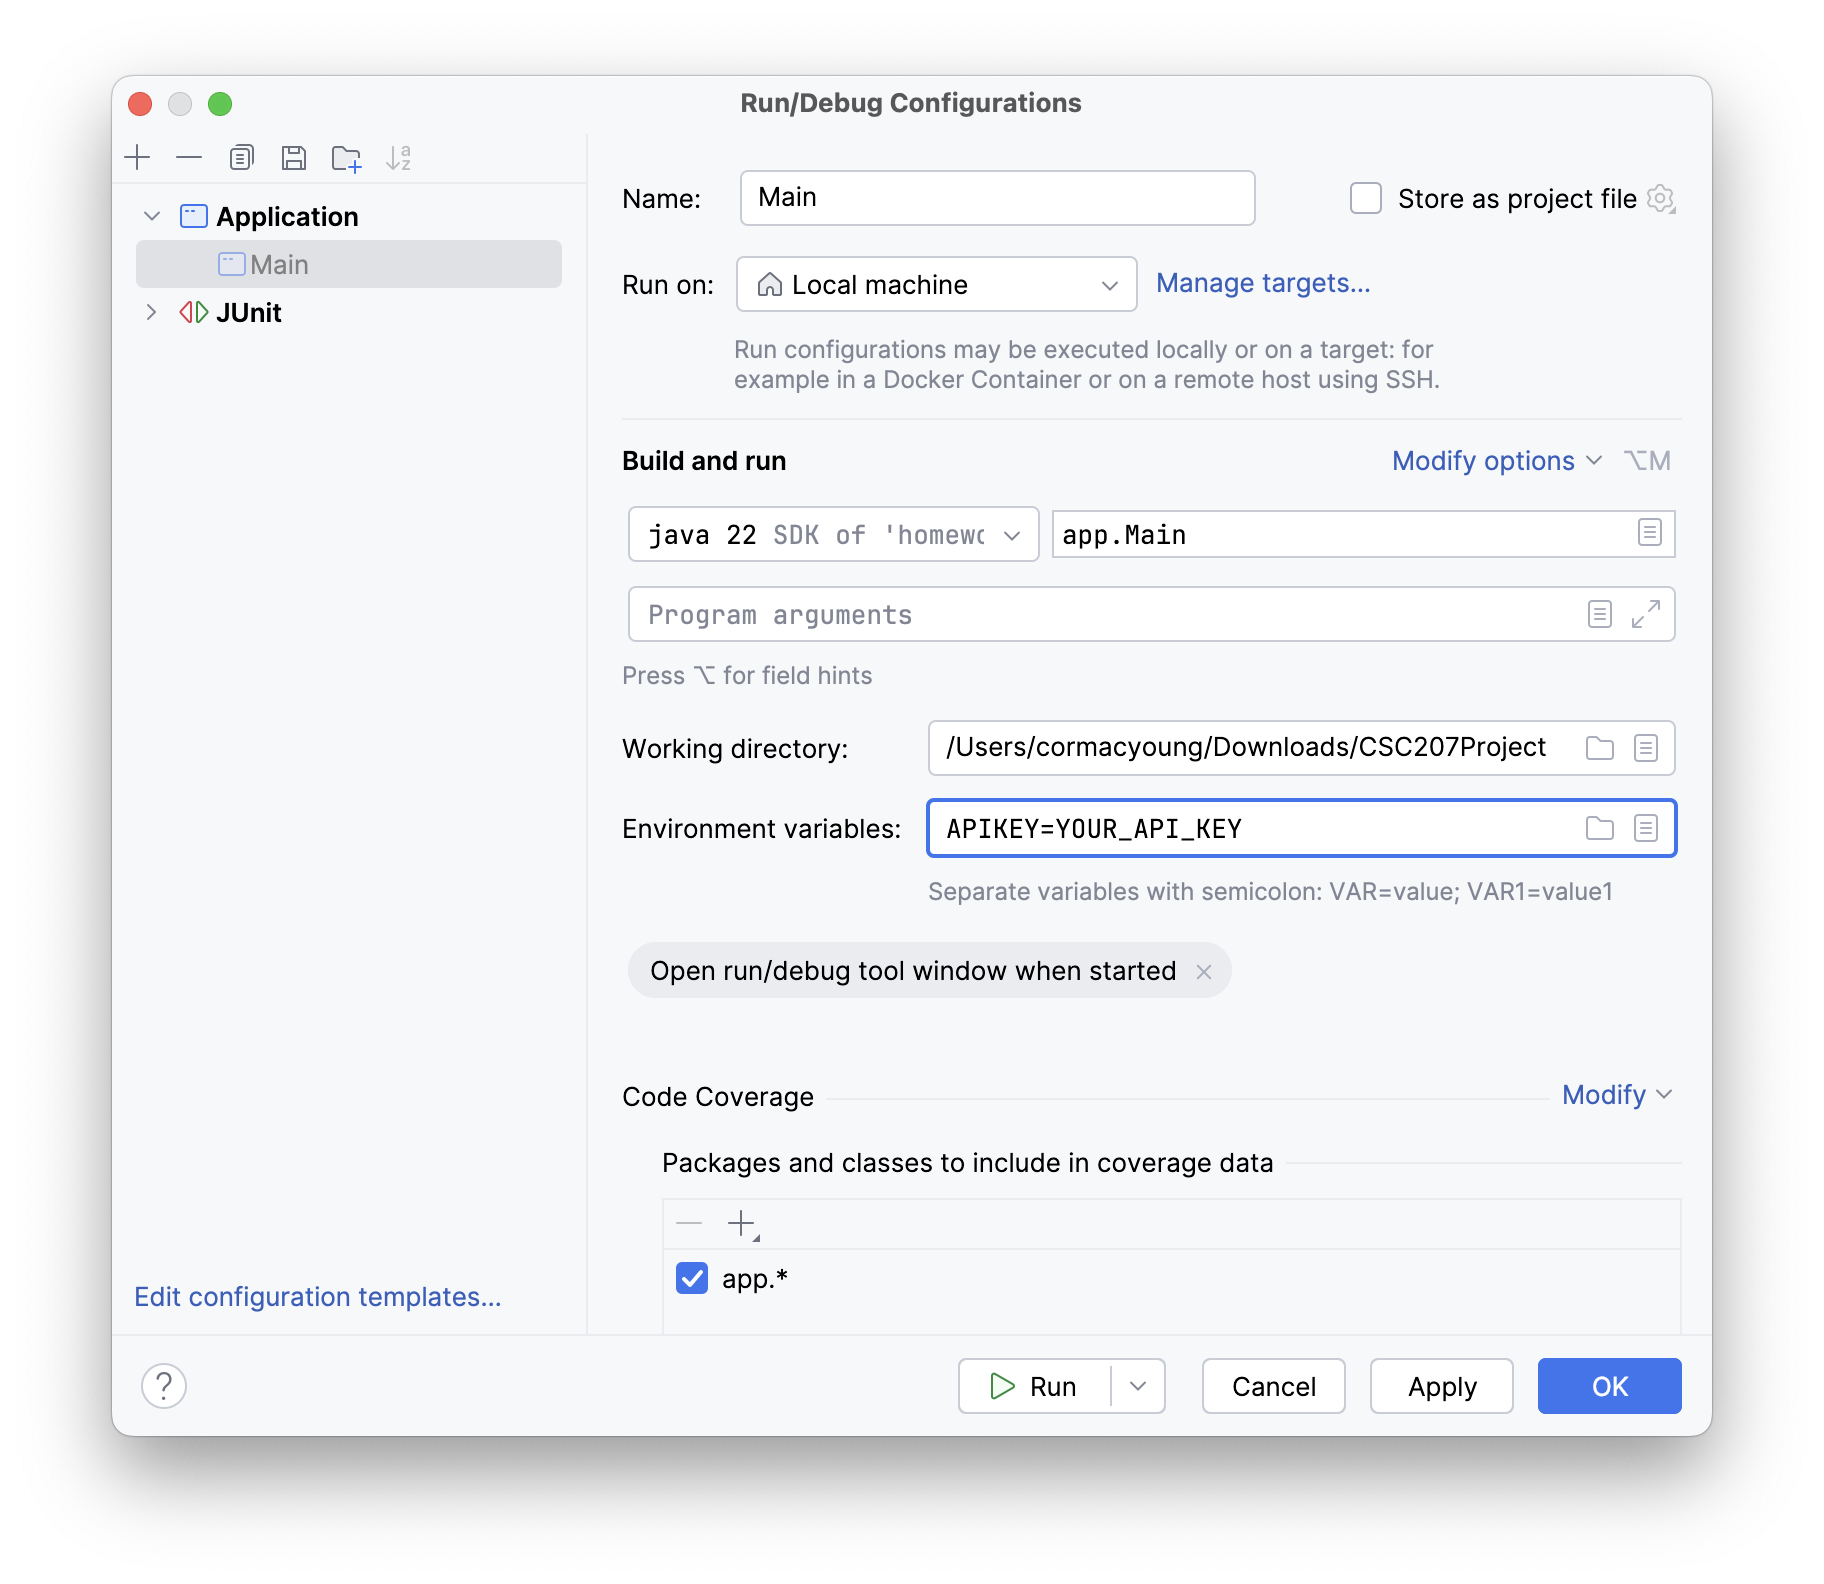 Run/Debug Configurations
Application
Main
JUnit
Edit configuration templates...
Name:
Main
Store as project file
Run on:
Local machine
Manage targets...
Run configurations may be executed locally or on a target: for
example in a Docker Container or on a remote host using SSH.
Build and run
Modify options
⌥M
java 22 SDK of 'homewo
app.Main
Program arguments
Press ⌥ for field hints
Working directory:
/Users/cormacyoung/Downloads/CSC207Project
Environment variables:
APIKEY=YOUR_API_KEY
Separate variables with semicolon: VAR=value; VAR1=value1
Open run/debug tool window when started
Code Coverage
Modify
Packages and classes to include in coverage data
app.*
?
Run
Cancel
Apply
OK